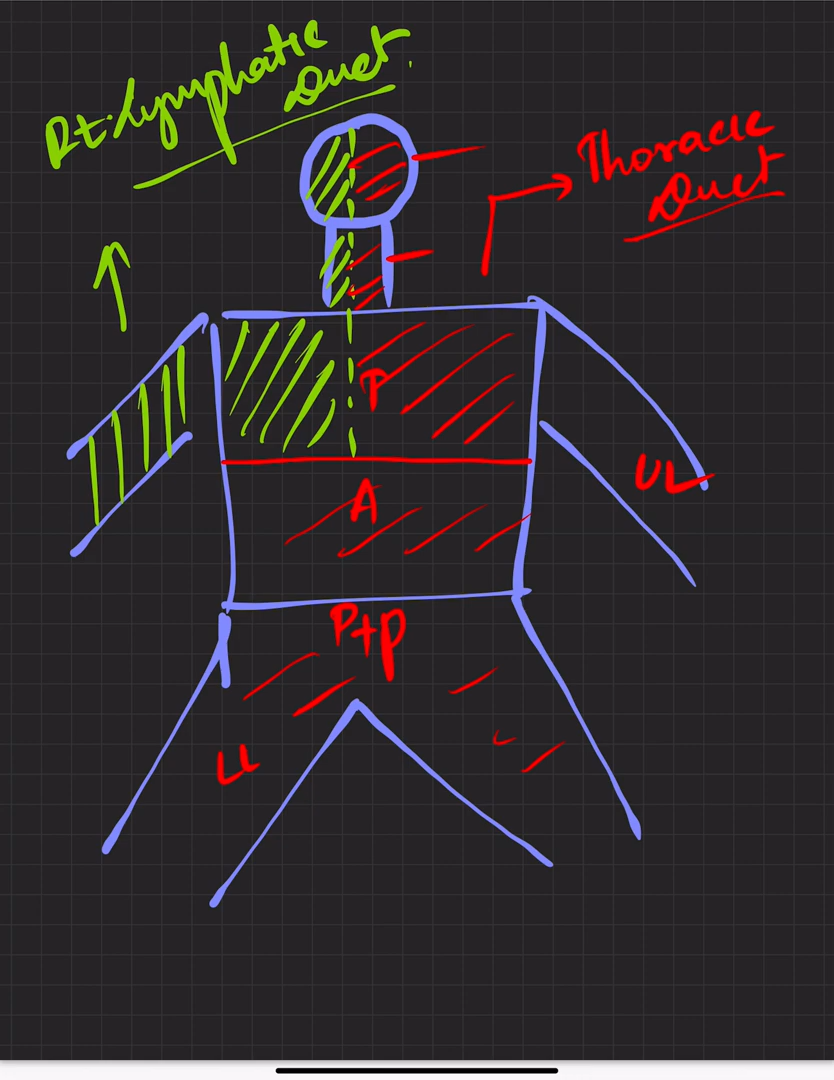 Rt. Lymphatic
Duct.
Thoracic
Duct
T
A
P+P
UL
LL